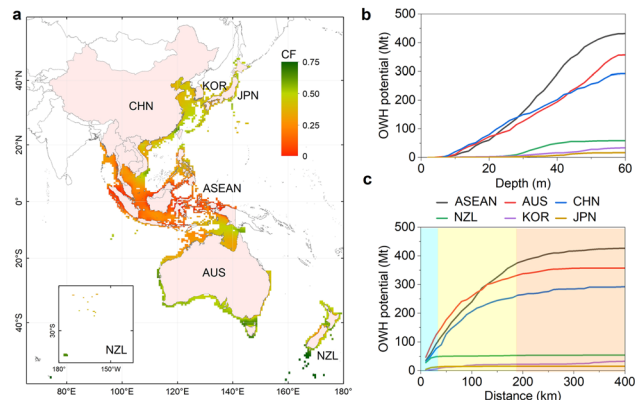 a
CF
0.75
0.5
0.25
0
40°N
20°N
0°
20°S
40°S
KOR
JPN
CHN
ASEAN
AUS
NZL
30°S
NZL
180°
150°W
80°E
100°E
120°E
140°E
160°E
180°
b
OWH potential (Mt)
500
400
300
200
100
0
0
20
40
60
Depth (m)
ASEAN
AUS
CHN
NZL
KOR
JPN
c
OWH potential (Mt)
500
400
300
200
100
0
0
100
200
300
400
Distance (km)